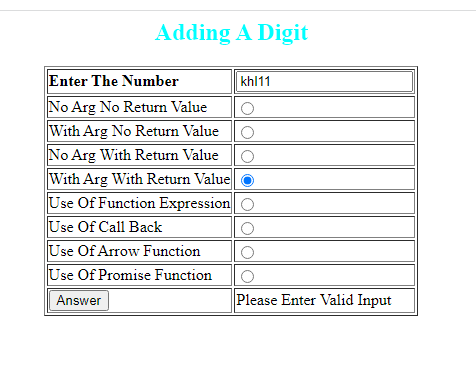 Adding A Digit
Enter The Number khl11
No Arg No Return Value
With Arg No Return Value
No Arg With Return Value
With Arg With Return Value
Use Of Function Expression
Use Of Call Back
Use Of Arrow Function
Use Of Promise Function
Answer Please Enter Valid Input